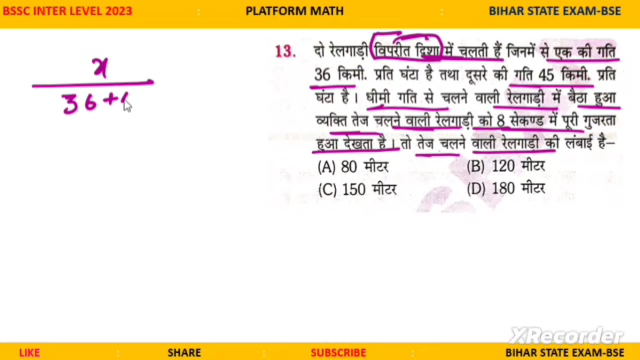 BSSC INTER LEVEL 2023 : PLATFORM MATH : BIHAR STATE EXAM-BSE
x
36+
13. दो रेलगाड़ी विपरीत दिशा में चलती हैं जिनमें से एक की गति
36 किमी. प्रति घंटा है तथा दूसरे की गति 45 किमी. प्रति
घंटा है। धीमी गति से चलने वाली रेलगाड़ी में बैठा हुआ
व्यक्ति तेज चलने वाली रेलगाड़ी को 8 सेकण्ड में पूरी गुजरता
हुआ देखता है। तो तेज चलने वाली रेलगाड़ी की लंबाई है-
(A) 80 मीटर (B) 120 मीटर
(C) 150 मीटर (D) 180 मीटर
XRecorder
LIKE : SHARE : SUBSCRIBE : BIHAR STATE EXAM-BSE